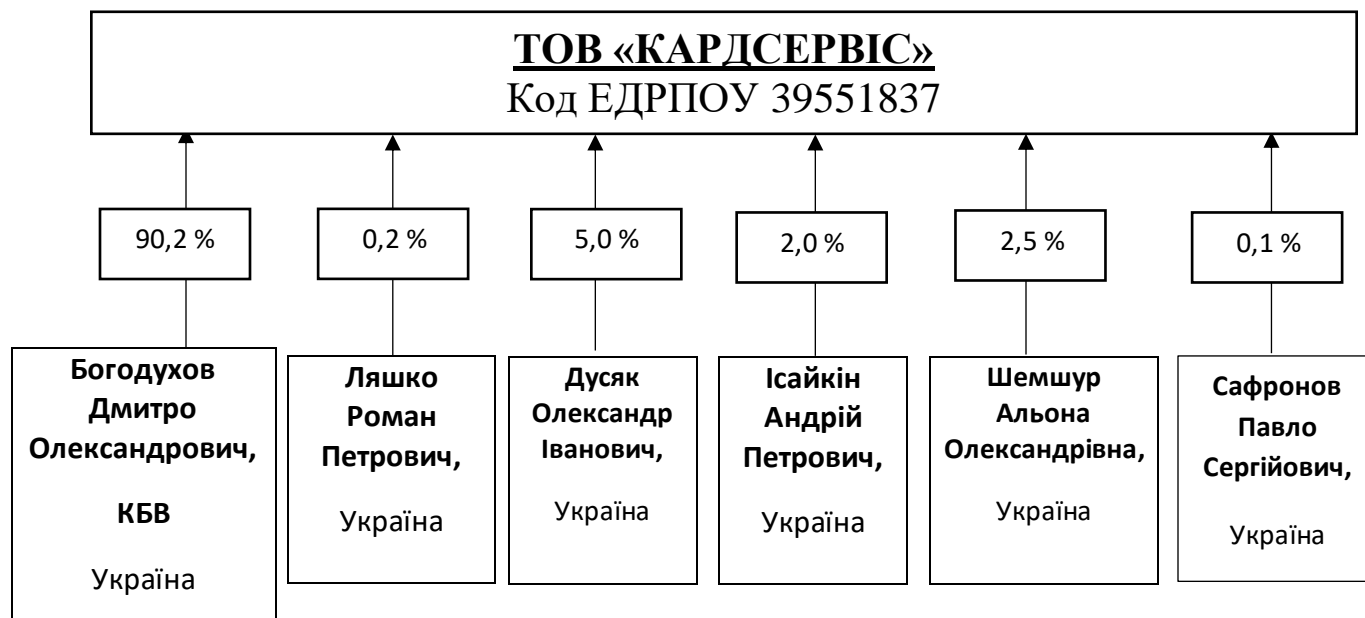 ТОВ «КАРДСЕРВІС»
Код ЕДРПОУ 39551837
90,2 %
0,2 %
5,0 %
2,0 %
2,5 %
0,1 %
Богодухов
Дмитро
Олександрович,
КБВ
Україна
Ляшко
Роман
Петрович,
Україна
Дусяк
Олександр
Іванович,
Україна
Ісайкін
Андрій
Петрович,
Україна
Шемшур
Альона
Олександрівна,
Україна
Сафронов
Павло
Сергійович,
Україна